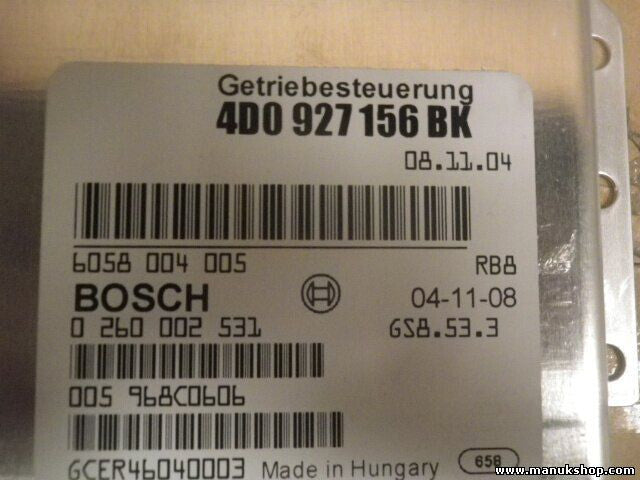 Getriebesteuerung
4D0 927 156 BK
08.11.04
6058 004 005 RB8
BOSCH 04-11-08
0 260 002 531 GS8.53.3
005 968C0606
GCER46040003 Made in Hungary 658
www.manukshop.com